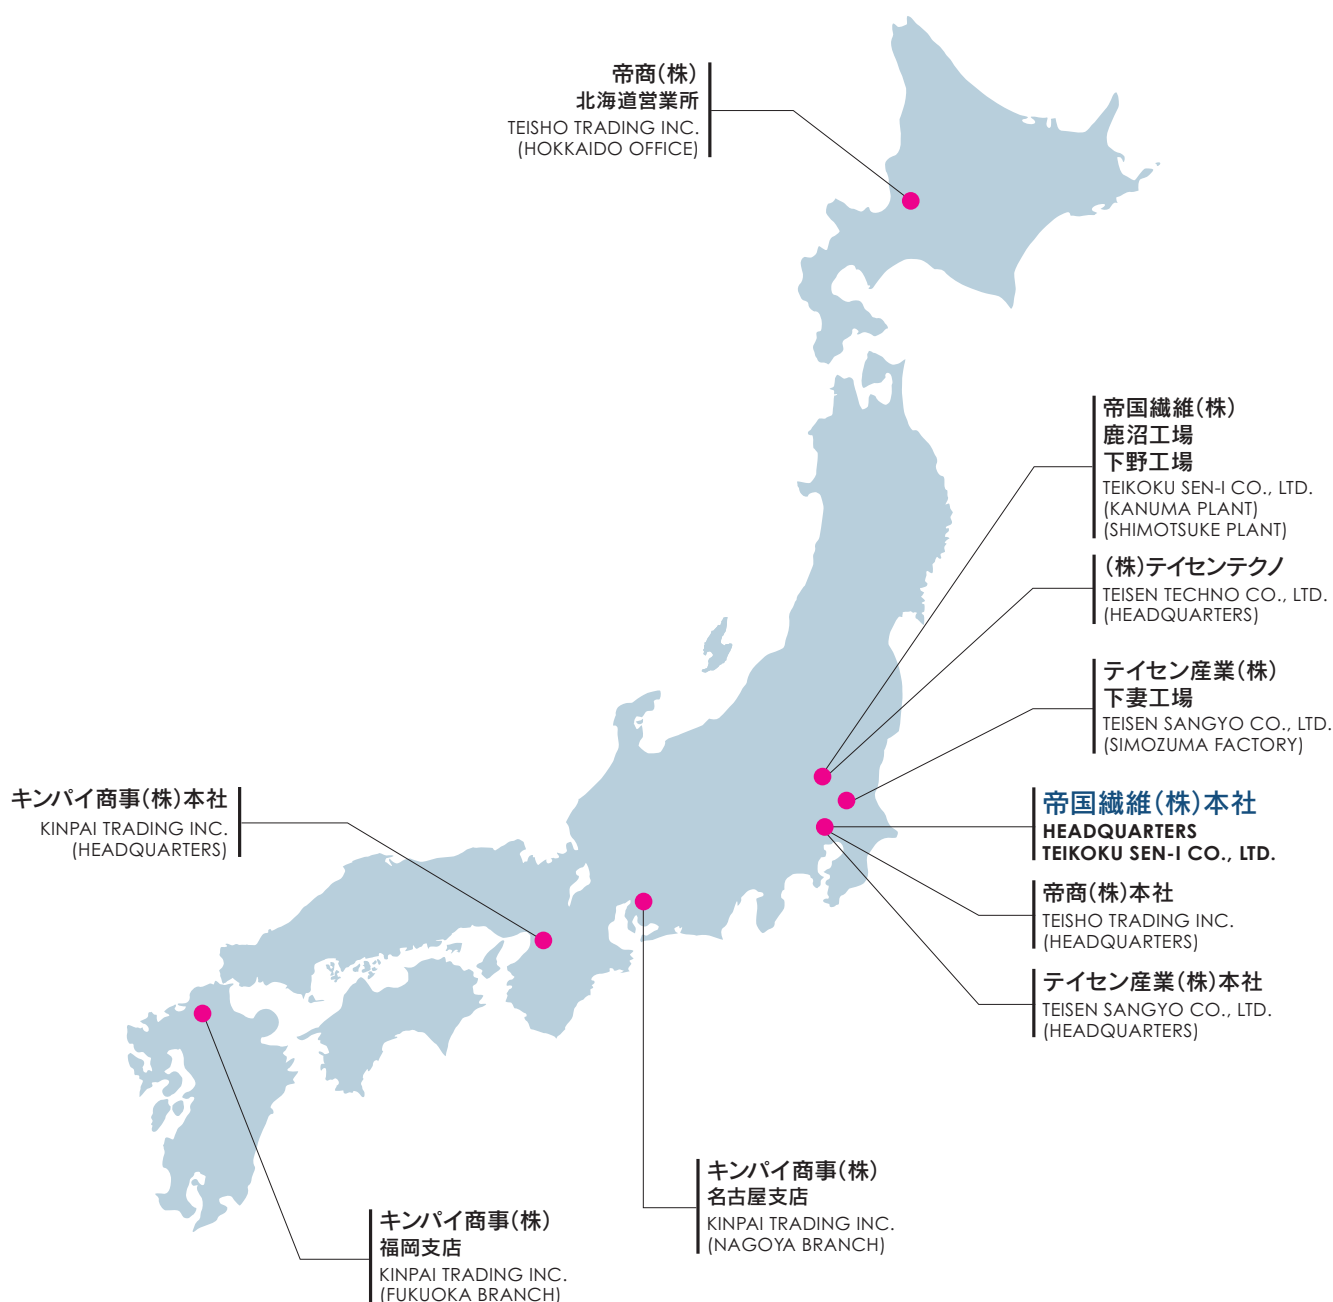 帝商(株)
北海道営業所
TEISHO TRADING INC.
(HOKKAIDO OFFICE)
帝国繊維(株)
鹿沼工場
下野工場
TEIKOKU SEN-I CO., LTD.
(KANUMA PLANT)
(SHIMOTSUKE PLANT)
(株)テイセンテクノ
TEISEN TECHNO CO., LTD.
(HEADQUARTERS)
テイセン産業(株)
下妻工場
TEISEN SANGYO CO., LTD.
(SIMOZUMA FACTORY)
帝国繊維(株)本社
HEADQUARTERS
TEIKOKU SEN-I CO., LTD.
帝商(株)本社
TEISHO TRADING INC.
(HEADQUARTERS)
テイセン産業(株)本社
TEISEN SANGYO CO., LTD.
(HEADQUARTERS)
キンパイ商事(株)本社
KINPAI TRADING INC.
(HEADQUARTERS)
キンパイ商事(株)
名古屋支店
KINPAI TRADING INC.
(NAGOYA BRANCH)
キンパイ商事(株)
福岡支店
KINPAI TRADING INC.
(FUKUOKA BRANCH)